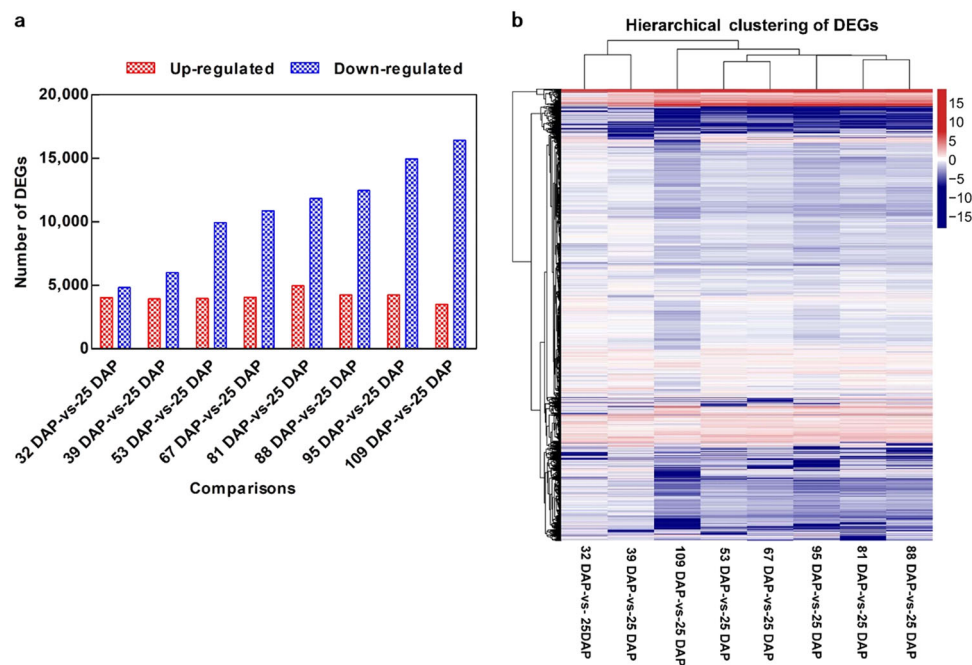 a
Up-regulated
Down-regulated
20,000
15,000
10,000
5,000
0
Number of DEGs
32 DAP-vs-25 DAP
39 DAP-vs-25 DAP
53 DAP-vs-25 DAP
67 DAP-vs-25 DAP
81 DAP-vs-25 DAP
88 DAP-vs-25 DAP
95 DAP-vs-25 DAP
109 DAP-vs-25 DAP
Comparisons
b
Hierarchical clustering of DEGs
15
10
5
0
−5
−10
−15
32 DAP-vs- 25DAP
39 DAP-vs-25 DAP
109 DAP-vs-25 DAP
53 DAP-vs-25 DAP
67 DAP-vs-25 DAP
95 DAP-vs-25 DAP
81 DAP-vs-25 DAP
88 DAP-vs-25 DAP